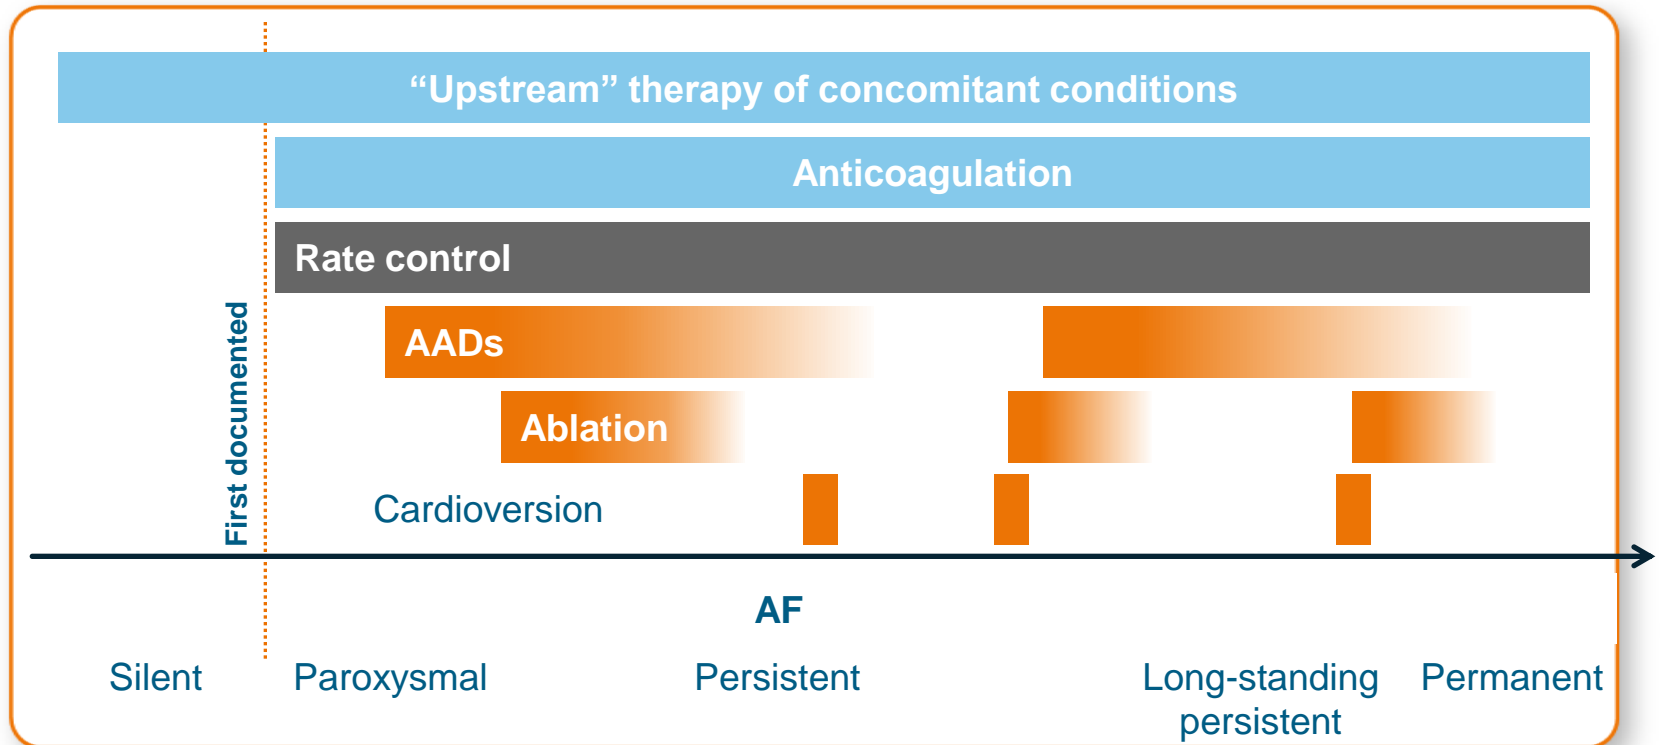 “Upstream” therapy of concomitant conditions
Anticoagulation
Rate control
AADs
Ablation
Cardioversion
First documented
AF
Silent
Paroxysmal
Persistent
Long-standing
persistent
Permanent